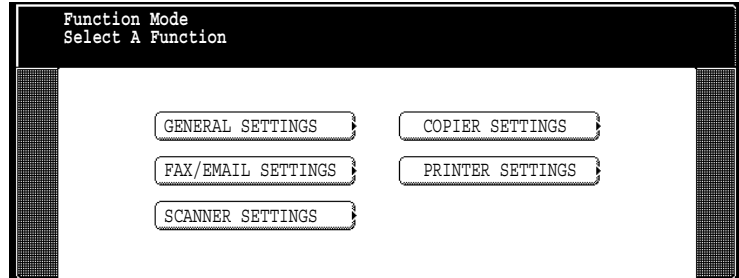 Function Mode
Select A Function
GENERAL SETTINGS
COPIER SETTINGS
FAX/EMAIL SETTINGS
PRINTER SETTINGS
SCANNER SETTINGS